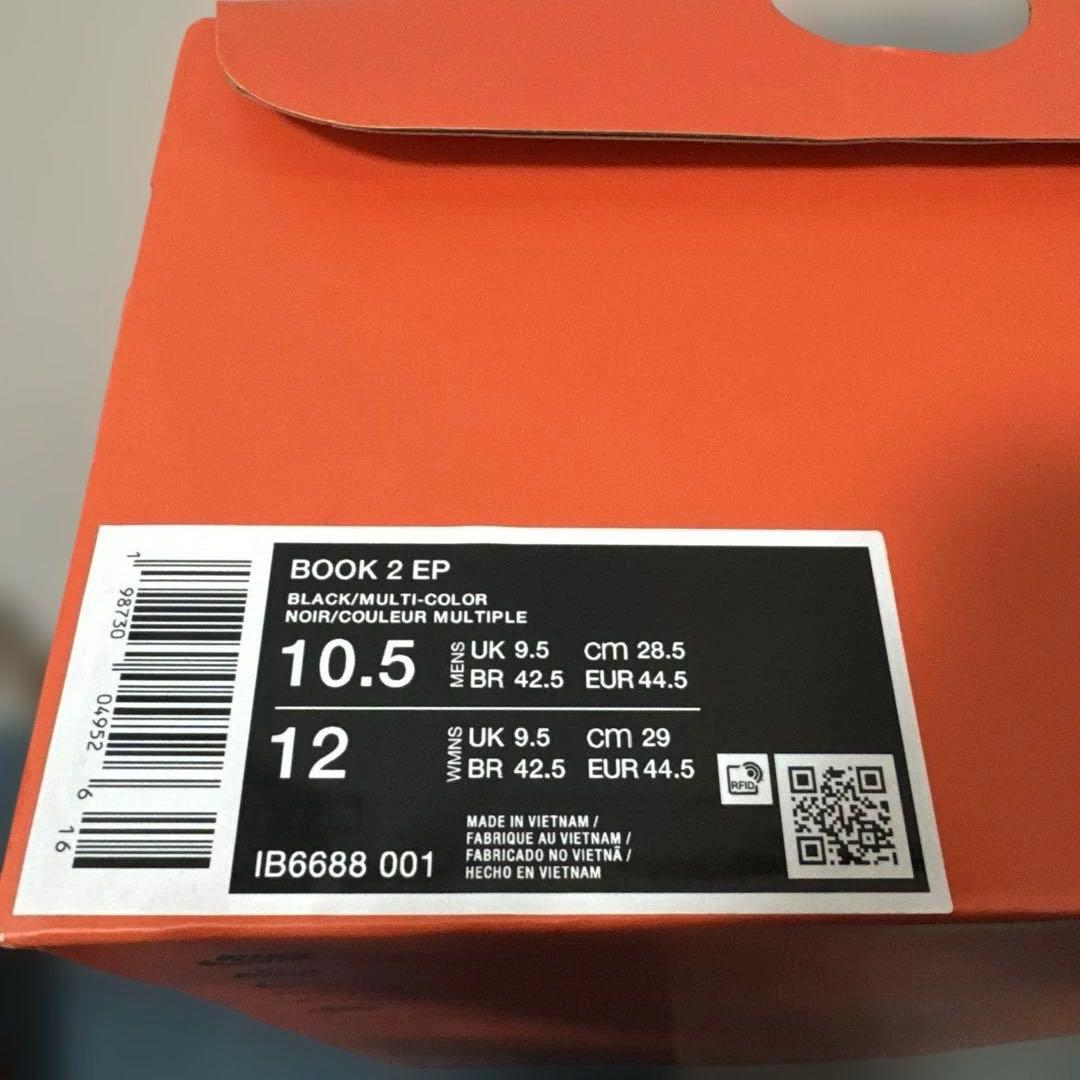 BOOK 2 EP
BLACK/MULTI-COLOR
NOIR/COULEUR MULTIPLE
10.5 MENS UK 9.5 cm 28.5
BR 42.5 EUR 44.5
12 WMNS UK 9.5 cm 29
BR 42.5 EUR 44.5
RFID
MADE IN VIETNAM /
FABRIQUE AU VIETNAM /
FABRICADO NO VIETNÃ /
HECHO EN VIETNAM
IB6688 001
1 98730 04952 6 16